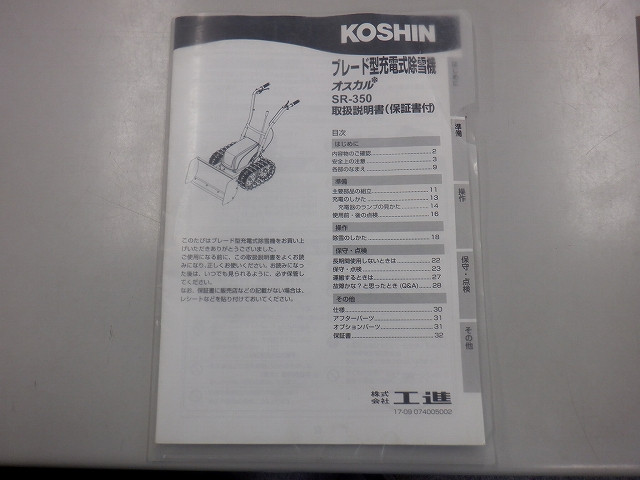 KOSHIN
ブレード型充電式除雪機
オスカル
SR-350
取扱説明書(保証書付)
目次
はじめに
内容物のご確認 2
安全上の注意 3
各部のなまえ 9
準備
主要部品の組立 11
充電のしかた 13
充電器のランプの見かた 14
使用前・後の点検 16
操作
除雪のしかた 18
保守・点検
長期間使用しないときは 22
保守・点検 23
運搬するときは 27
故障かな?と思ったとき (Q&A) 28
その他
仕様 30
アフターパーツ 31
オプションパーツ 31
保証書 32
このたびはブレード型充電式除雪機をお買い上
げいただきありがとうございました。
ご使用になる前に、この取扱説明書をよくお読
みになり、正しくお使いください。お読みになっ
た後は、いつでも見られるように、必ず保管し
てください。
なお、保証書に販売店などの記載がない場合は、
レシートなどを貼り付けておいてください。
株式
会社 工進
17-09 074005002
準備
操作
保守・点検
その他